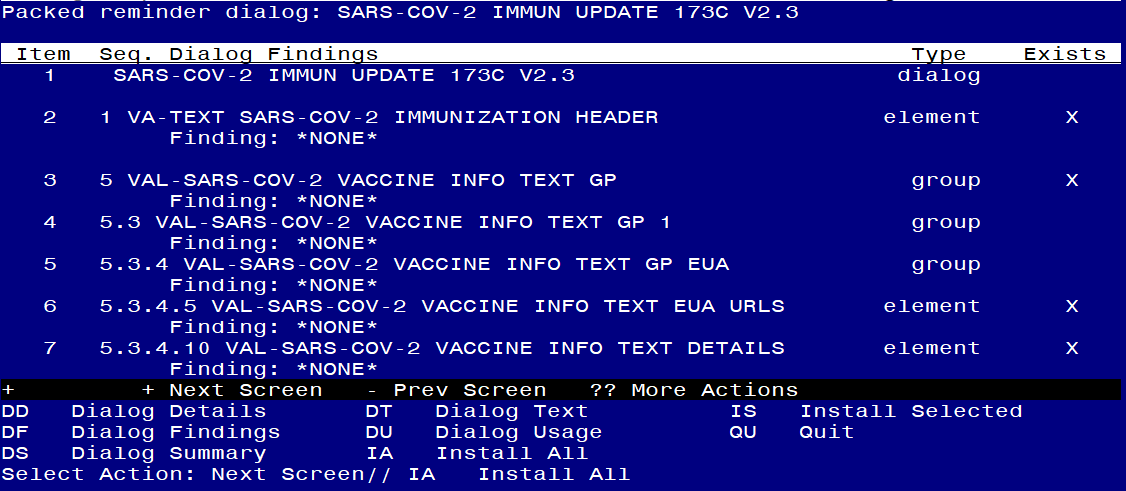 Packed reminder dialog: SARS-COV-2 IMMUN UPDATE 173C V2.3
Item Seq. Dialog Findings Type Exists
1 SARS-COV-2 IMMUN UPDATE 173C V2.3 dialog
2 1 VA-TEXT SARS-COV-2 IMMUNIZATION HEADER element X
Finding: *NONE*
3 5 VAL-SARS-COV-2 VACCINE INFO TEXT GP group X
Finding: *NONE*
4 5.3 VAL-SARS-COV-2 VACCINE INFO TEXT GP 1 group
Finding: *NONE*
5 5.3.4 VAL-SARS-COV-2 VACCINE INFO TEXT GP EUA group
Finding: *NONE*
6 5.3.4.5 VAL-SARS-COV-2 VACCINE INFO TEXT EUA URLS element X
Finding: *NONE*
7 5.3.4.10 VAL-SARS-COV-2 VACCINE INFO TEXT DETAILS element X
Finding: *NONE*
+ + Next Screen - Prev Screen ?? More Actions
DD Dialog Details DT Dialog Text IS Install Selected
DF Dialog Findings DU Dialog Usage QU Quit
DS Dialog Summary IA Install All
Select Action: Next Screen// IA Install All